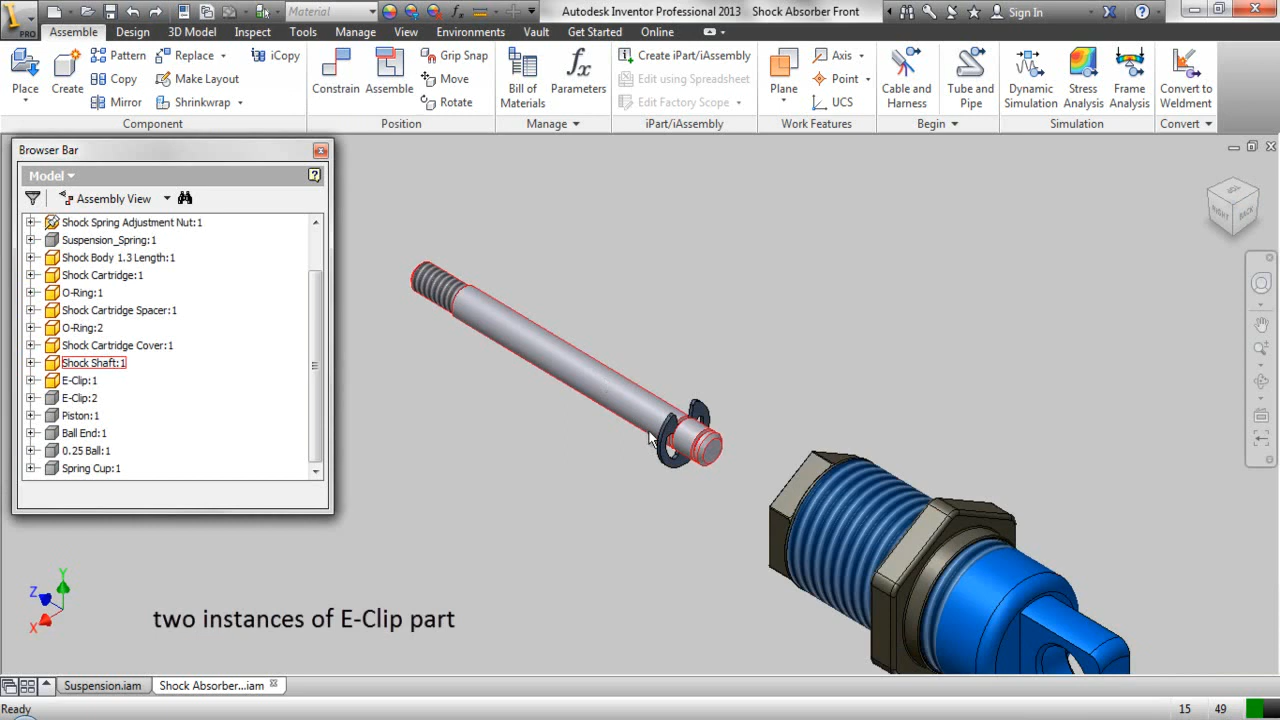 PRO
Material
Autodesk Inventor Professional 2013 Shock Absorber Front
Sign In
Assemble Design 3D Model Inspect Tools Manage View Environments Vault Get Started Online
Place
Create
Pattern
Copy
Mirror
Replace
Make Layout
Shrinkwrap
iCopy
Component
Constrain
Assemble
Grip Snap
Move
Rotate
Position
Bill of
Materials
Parameters
Manage
Create iPart/iAssembly
Edit using Spreadsheet
Edit Factory Scope
iPart/iAssembly
Plane
Axis
Point
UCS
Work Features
Cable and
Harness
Tube and
Pipe
Begin
Dynamic
Simulation
Stress
Analysis
Frame
Analysis
Simulation
Convert to
Weldment
Convert
Browser Bar
Model
Assembly View
Shock Spring Adjustment Nut:1
Suspension_Spring:1
Shock Body 1.3 Length:1
Shock Cartridge:1
O-Ring:1
Shock Cartridge Spacer:1
O-Ring:2
Shock Cartridge Cover:1
Shock Shaft:1
E-Clip:1
E-Clip:2
Piston:1
Ball End:1
0.25 Ball:1
Spring Cup:1
RIGHT
BACK
Y
Z
X
two instances of E-Clip part
Suspension.iam
Shock Absorber...iam
Ready
15 49